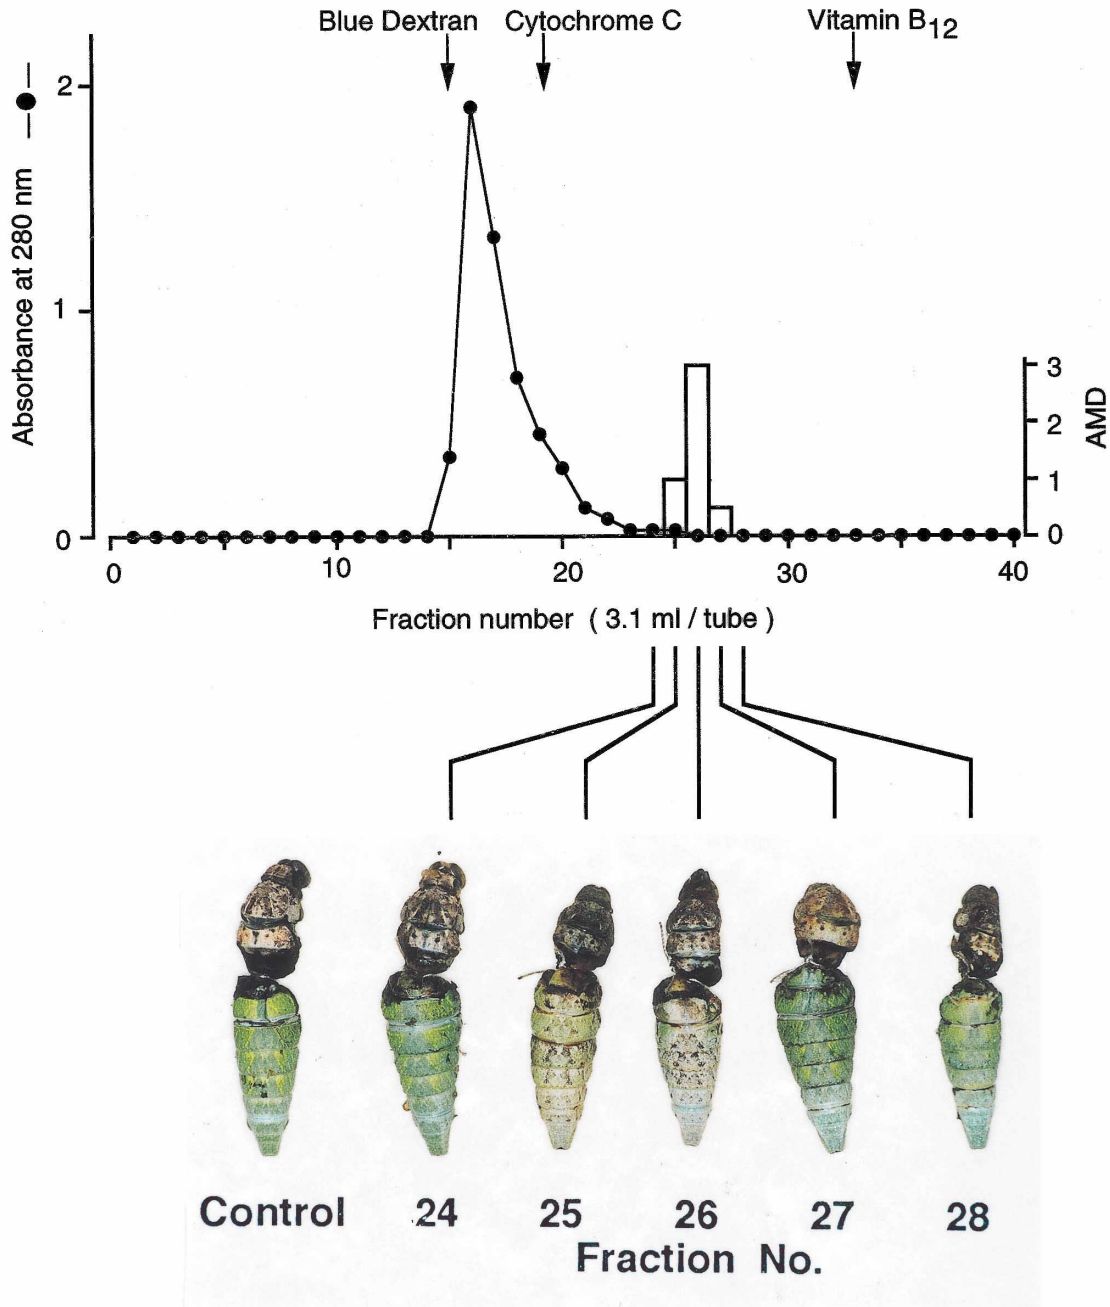 Blue Dextran
Cytochrome C
Vitamin B12
Absorbance at 280 nm
2
1
0
3
2
1
0
AMD
0
10
20
30
40
Fraction number ( 3.1 ml / tube )
Control
24
25
26
27
28
Fraction No.